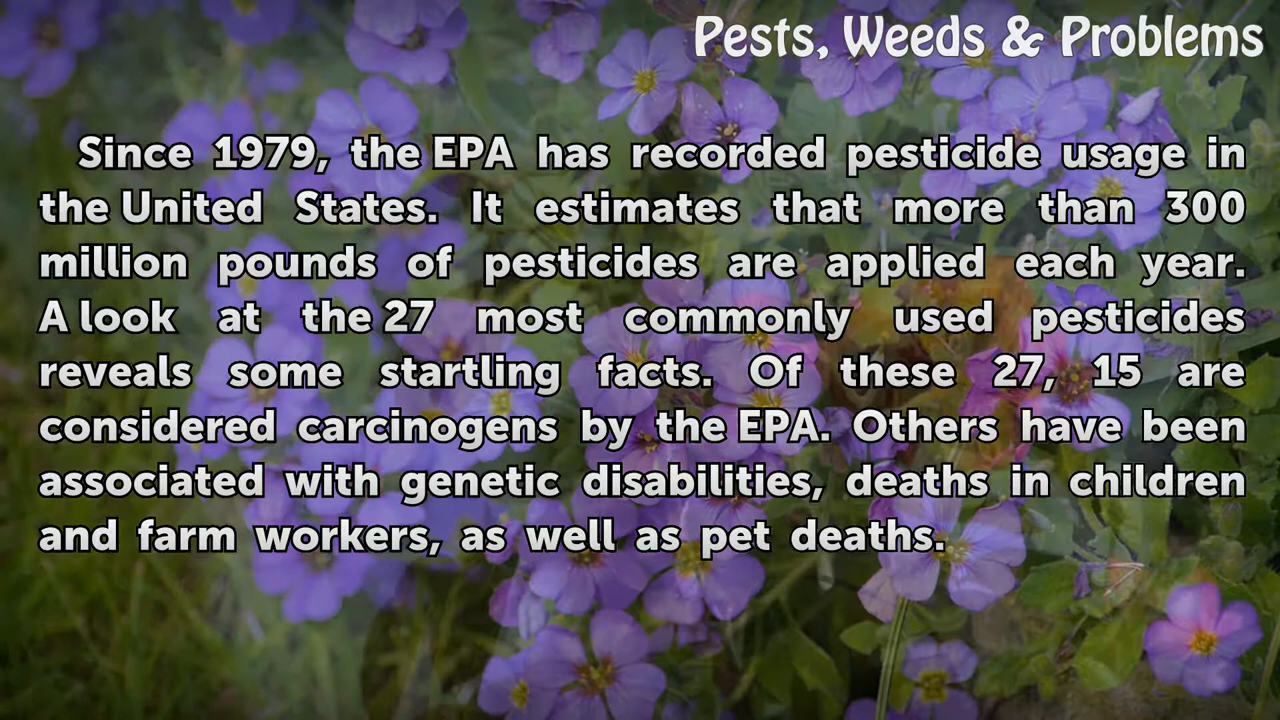 Pests, Weeds & Problems
Since 1979, the EPA has recorded pesticide usage in
the United States. It estimates that more than 300
million pounds of pesticides are applied each year.
A look at the 27 most commonly used pesticides
reveals some startling facts. Of these 27, 15 are
considered carcinogens by the EPA. Others have been
associated with genetic disabilities, deaths in children
and farm workers, as well as pet deaths.